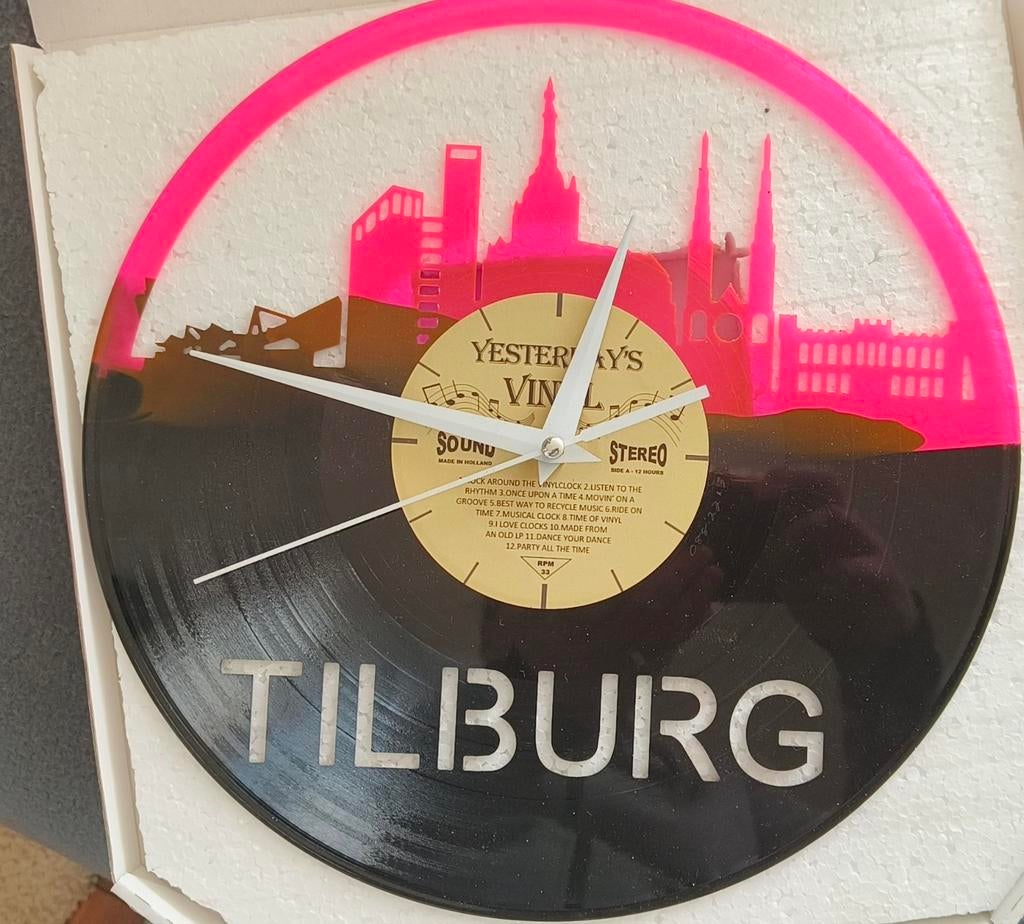 YESTERDAY'S
VINYL
SOUND STEREO
MADE IN HOLLAND SIDE A - 12 HOURS
AROUND THE VINYLCLOCK 2.LISTEN TO THE
RHYTHM 3.ONCE UPON A TIME 4.MOVIN' ON A
GROOVE 5.BEST WAY TO RECYCLE MUSIC 6.RIDE ON
TIME 7.MUSICAL CLOCK 8.TIME OF VINYL
9.I LOVE CLOCKS 10.MADE FROM
AN OLD LP 11.DANCE YOUR DANCE
12.PARTY ALL THE TIME
RPM
33
TILBURG